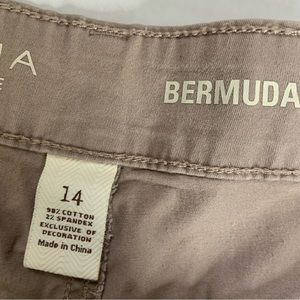 BERMUDA
14
98% COTTON
2% SPANDEX
EXCLUSIVE OF
DECORATION
Made in China